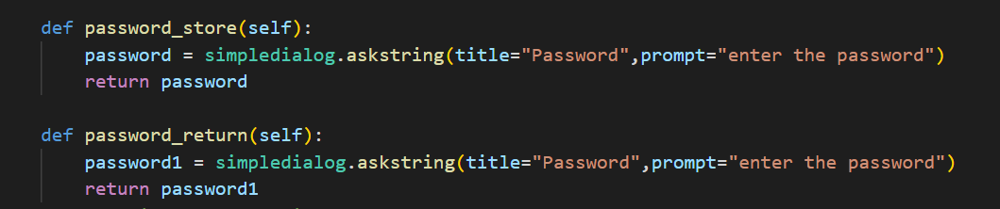 def password_store(self):
    password = simpledialog.askstring(title="Password",prompt="enter the password")
    return password
def password_return(self):
    password1 = simpledialog.askstring(title="Password",prompt="enter the password")
    return password1